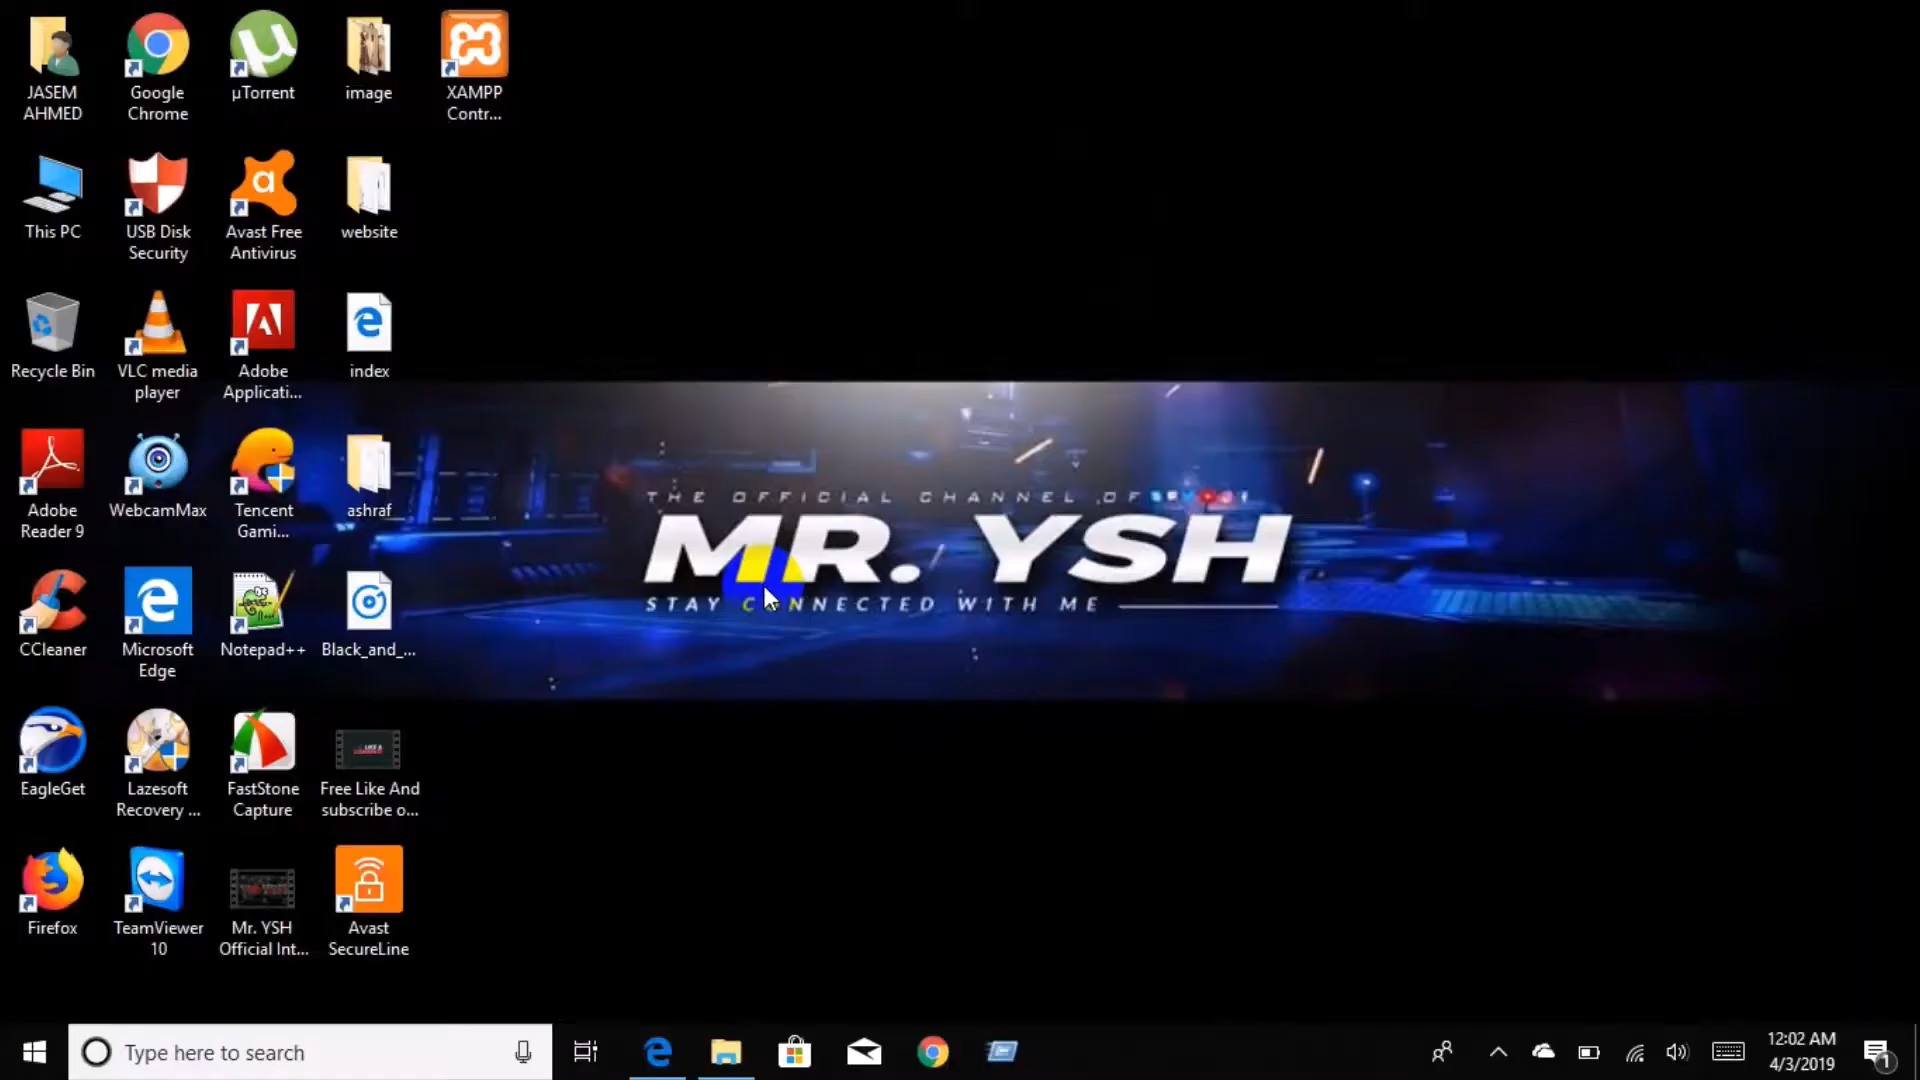 JASEM
AHMED
Google
Chrome
µTorrent
image
XAMPP
Contr...
This PC
USB Disk
Security
Avast Free
Antivirus
website
Recycle Bin
VLC media
player
Adobe
Applicati...
index
Adobe
Reader 9
WebcamMax
Tencent
Gami...
ashraf
THE OFFICIAL CHANNEL OF
MR. YSH
STAY CONNECTED WITH ME
CCleaner
Microsoft
Edge
Notepad++
Black_and_...
EagleGet
Lazesoft
Recovery ...
FastStone
Capture
Free Like And
subscribe o...
Firefox
TeamViewer
10
Mr. YSH
Official Int...
Avast
SecureLine
Type here to search
12:02 AM
4/3/2019
1